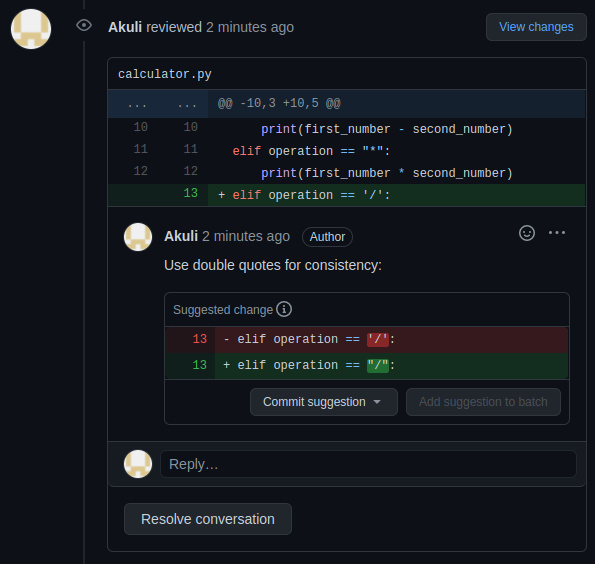 Akuli reviewed 2 minutes ago
View changes
calculator.py
... ... @@ -10,3 +10,5 @@
10 10 print(first_number - second_number)
11 11 elif operation == "*":
12 12 print(first_number * second_number)
13 + elif operation == '/':
Akuli 2 minutes ago Author
Use double quotes for consistency:
Suggested change
13 - elif operation == '/':
13 + elif operation == "/":
Commit suggestion
Add suggestion to batch
Reply...
Resolve conversation